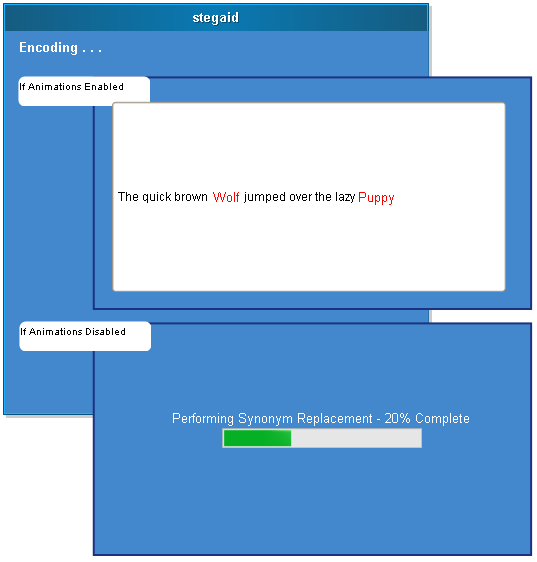 stegaid
Encoding . . .
If Animations Enabled
The quick brown Wolf jumped over the lazy Puppy
If Animations Disabled
Performing Synonym Replacement - 20% Complete